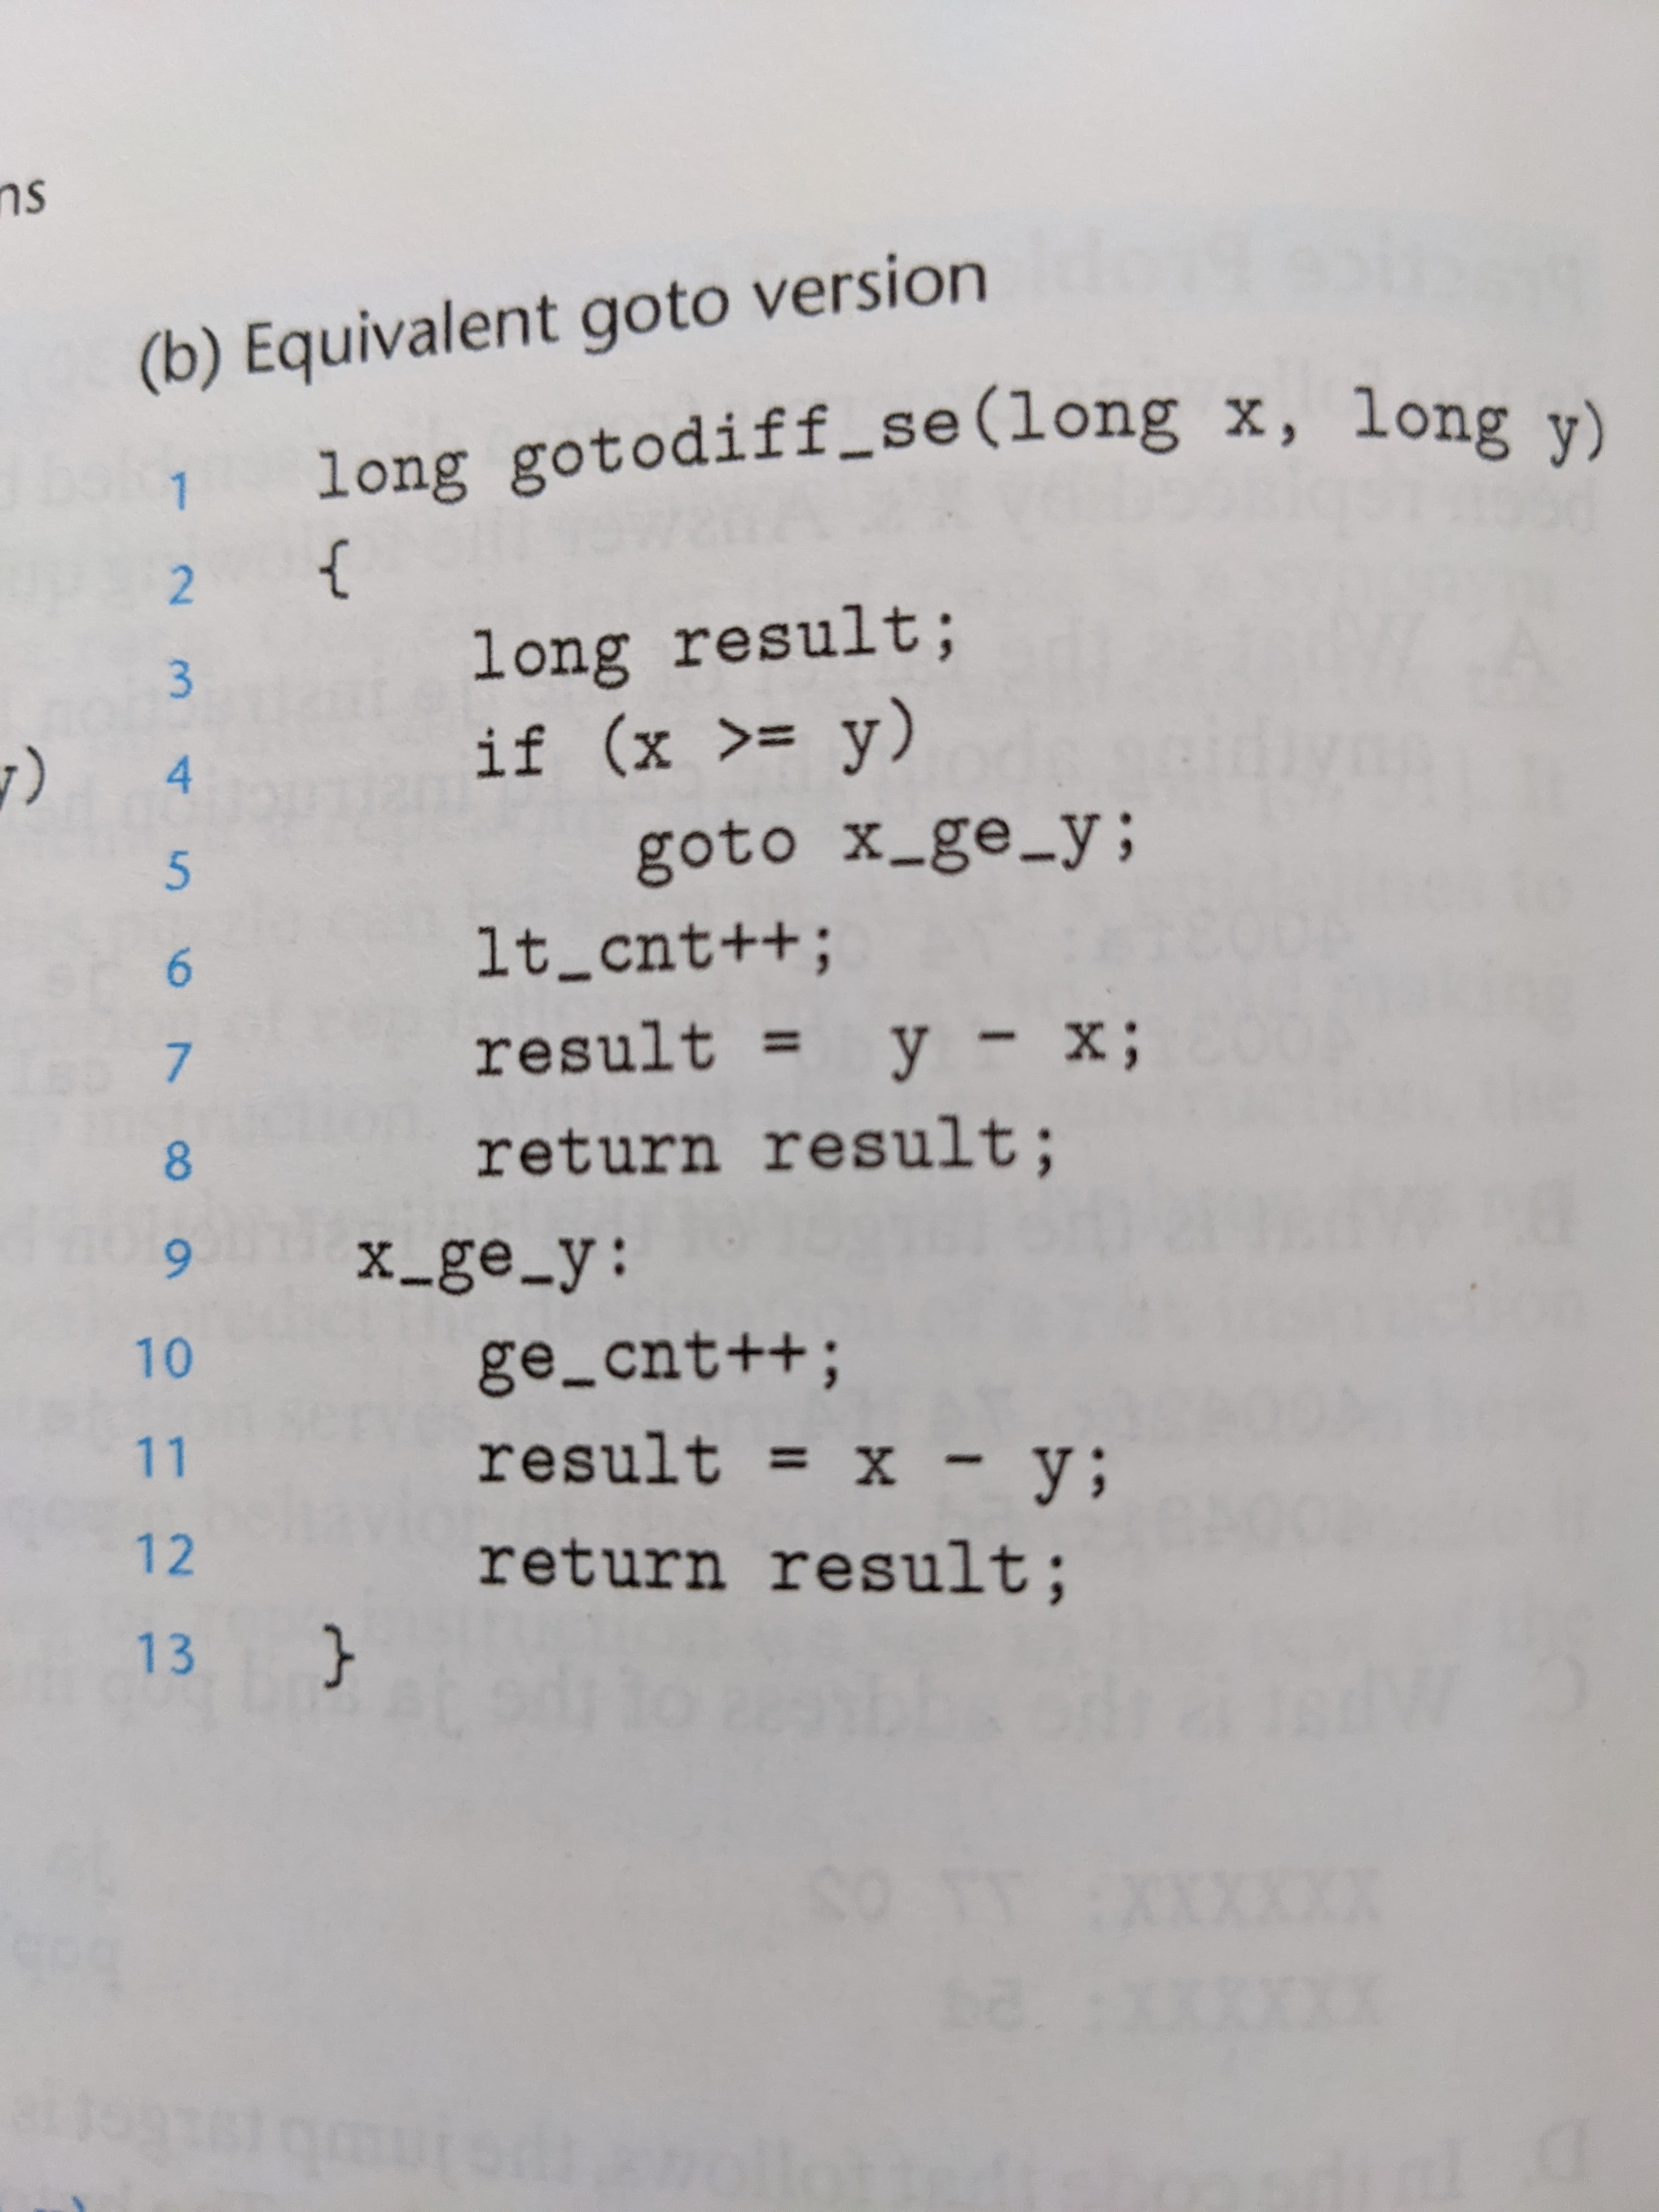 ns
(b) Equivalent goto version
1 long gotodiff_se(long x, long y)
2 {
3 long result;
y) 4 if (x >= y)
5 goto x_ge_y;
6 lt_cnt++;
7 result =  y - x;
8 return result;
9 x_ge_y:
10 ge_cnt++;
11 result = x - y;
12 return result;
13 }